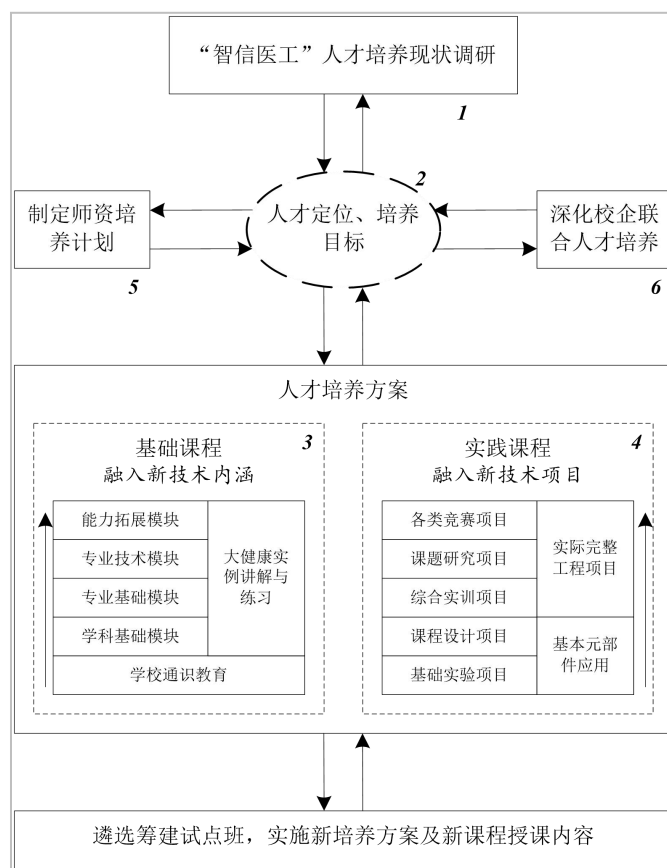 “智信医工”人才培养现状调研
1
2
制定师资培
养计划
5
人才定位、培养
目标
深化校企联
合人才培养
6
人才培养方案
3
基础课程
融入新技术内涵
能力拓展模块
专业技术模块
专业基础模块
学科基础模块
大健康实
例讲解与
练习
学校通识教育
4
实践课程
融入新技术项目
各类竞赛项目
课题研究项目
综合实训项目
课程设计项目
基础实验项目
实际完整
工程项目
基本元部
件应用
遴选筹建试点班，实施新培养方案及新课程授课内容